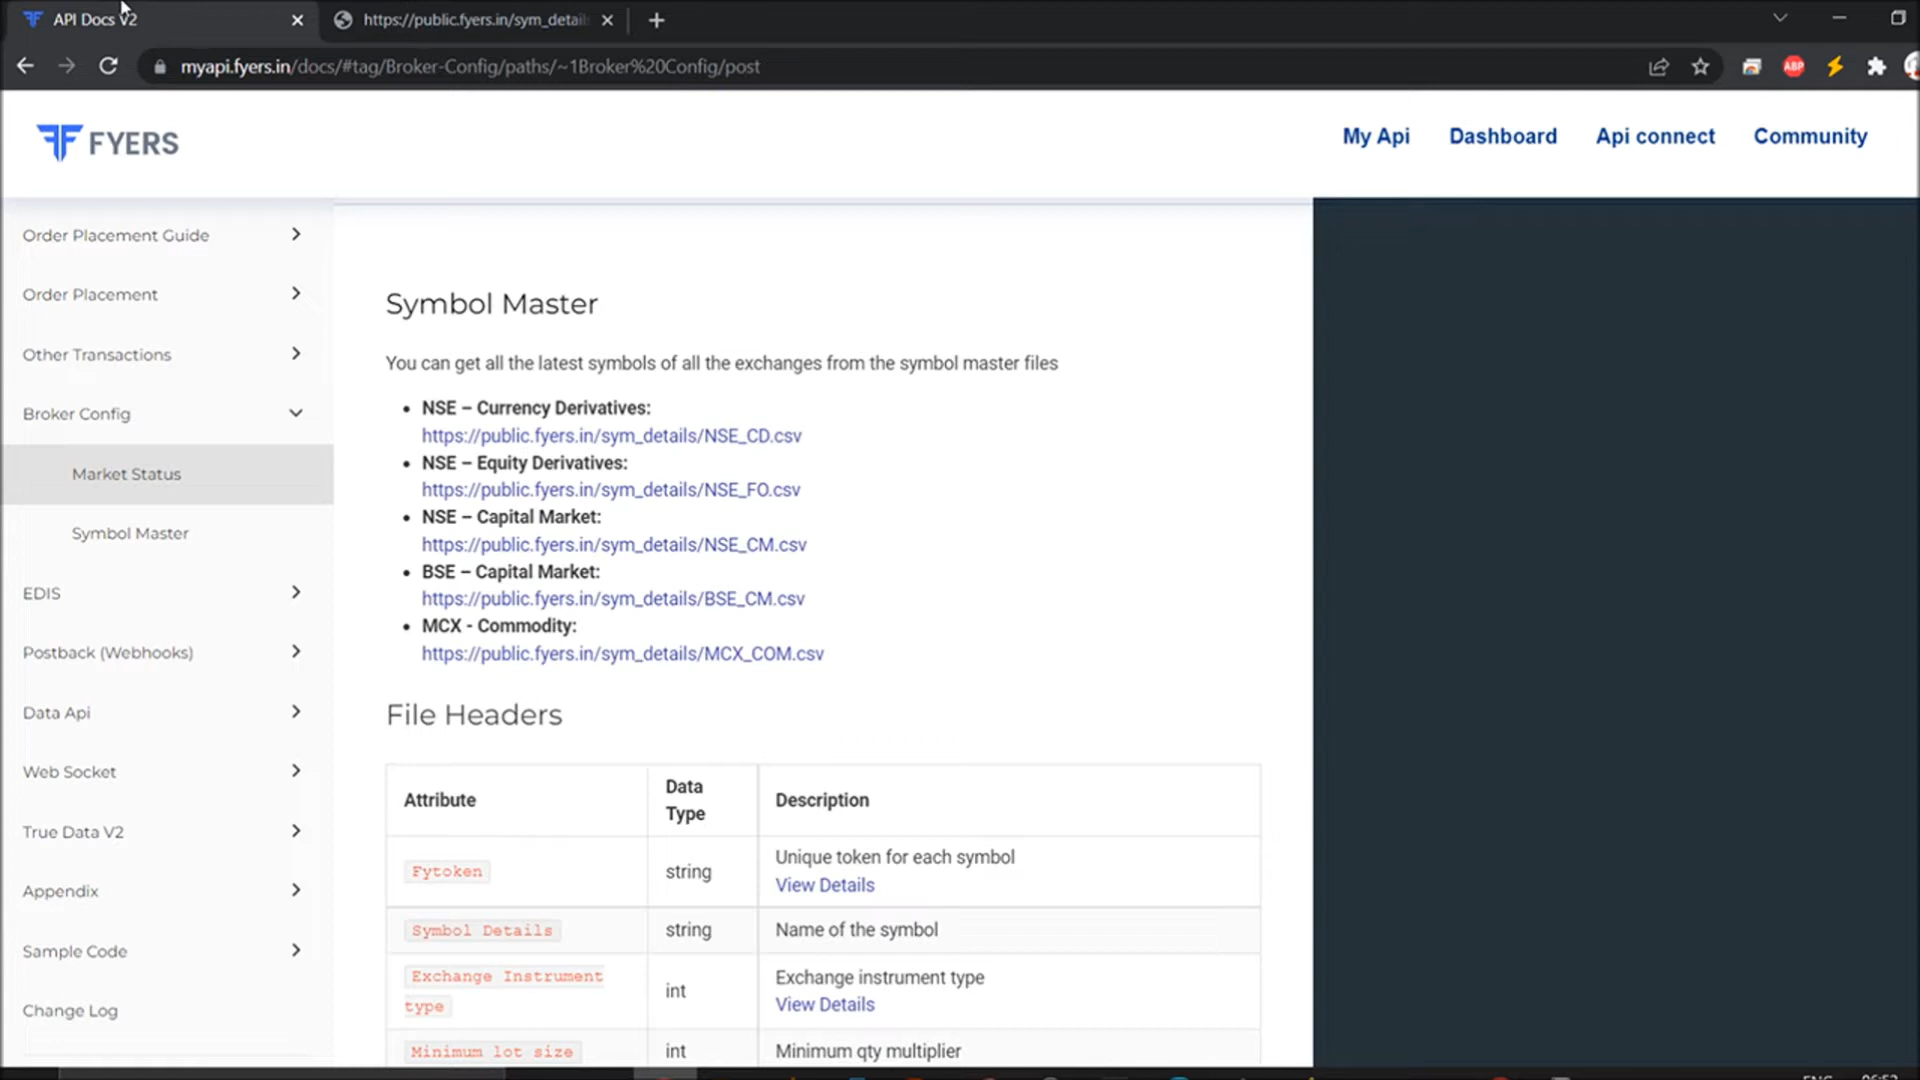 API Docs V2
https://public.fyers.in/sym_detail
myapi.fyers.in/docs/#tag/Broker-Config/paths/~1Broker%20Config/post
ABP
FYERS
My Api
Dashboard
Api connect
Community
Order Placement Guide
Order Placement
Other Transactions
Broker Config
Market Status
Symbol Master
EDIS
Postback (Webhooks)
Data Api
Web Socket
True Data V2
Appendix
Sample Code
Change Log
Symbol Master
You can get all the latest symbols of all the exchanges from the symbol master files
• NSE – Currency Derivatives:
https://public.fyers.in/sym_details/NSE_CD.csv
• NSE – Equity Derivatives:
https://public.fyers.in/sym_details/NSE_FO.csv
• NSE – Capital Market:
https://public.fyers.in/sym_details/NSE_CM.csv
• BSE – Capital Market:
https://public.fyers.in/sym_details/BSE_CM.csv
• MCX - Commodity:
https://public.fyers.in/sym_details/MCX_COM.csv
File Headers
Attribute
Data
Type
Description
Fytoken
string
Unique token for each symbol
View Details
Symbol Details
string
Name of the symbol
Exchange Instrument
type
int
Exchange instrument type
View Details
Minimum lot size
int
Minimum qty multiplier